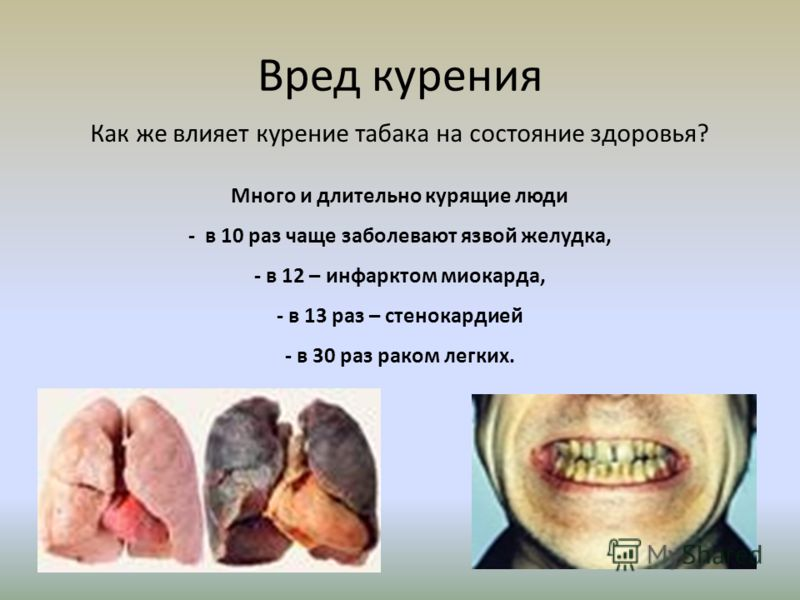 Вред курения
Как же влияет курение табака на состояние здоровья?
Много и длительно курящие люди
- в 10 раз чаще заболевают язвой желудка,
- в 12 – инфарктом миокарда,
- в 13 раз – стенокардией
- в 30 раз раком легких.
MyShared